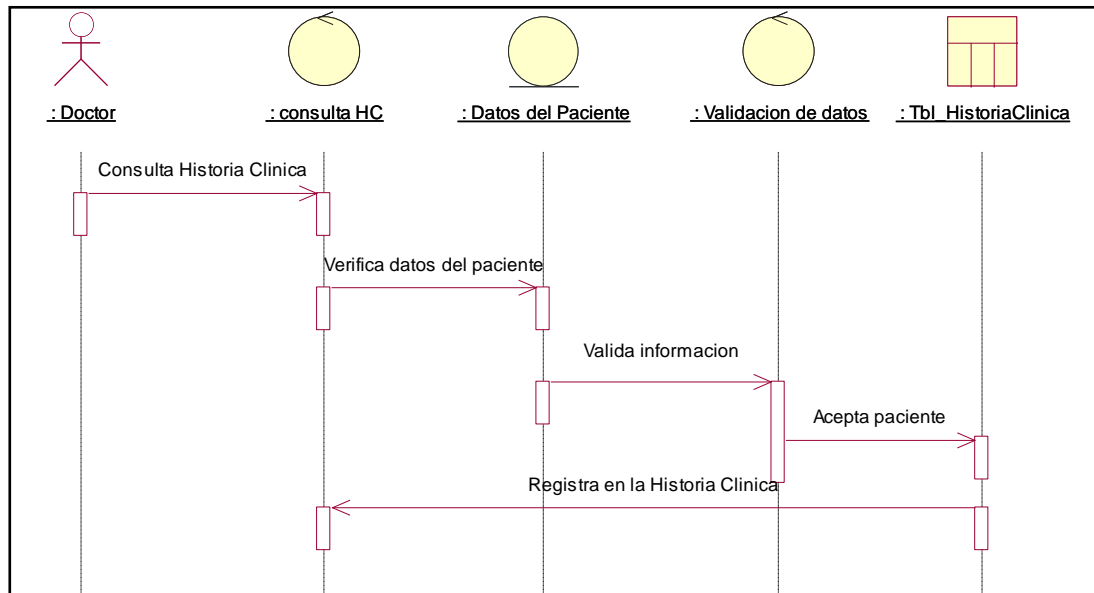 : Doctor
: consulta HC
: Datos del Paciente
: Validacion de datos
: Tbl_HistoriaClinica
Consulta Historia Clinica
Verifica datos del paciente
Valida informacion
Acepta paciente
Registra en la Historia Clinica